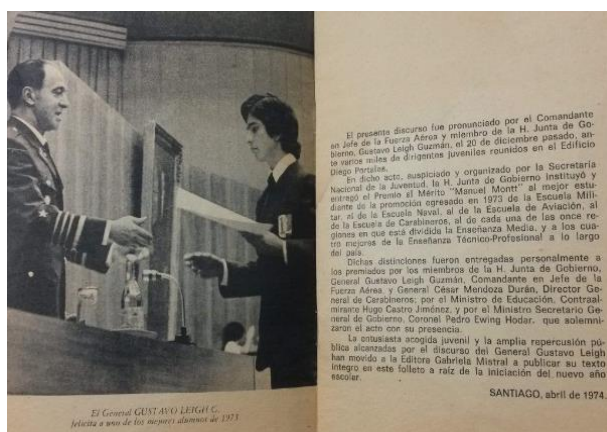 El General GUSTAVO LEIGH G.
felicita a uno de los mejores alumnos de 1973
El presente discurso fue pronunciado por el Comandante
en Jefe de la Fuerza Aérea y miembro de la H. Junta de Go-
bierno, Gustavo Leigh Guzmán, el 20 de diciembre pasado, an-
te varios miles de dirigentes juveniles reunidos en el Edificio
Diego Portales.
En dicho acto, auspiciado y organizado por la Secretaría
Nacional de la Juventud, la H. Junta de Gobierno Instituyó y
entregó el Premio al Mérito "Manuel Montt" al mejor estu-
diante de la promoción egresado en 1973 de la Escuela Mili-
tar, al de la Escuela Naval, al de la Escuela de Aviación, al
de la Escuela de Carabineros, al de cada una de las once re-
giones en que está dividida la Enseñanza Media, y a los cua-
tro mejores de la Enseñanza Técnico-Profesional a lo largo
del país.
Dichas distinciones fueron entregadas personalmente a
los premiados por los miembros de la H. Junta de Gobierno,
General Gustavo Leigh Guzmán, Comandante en Jefe de la
Fuerza Aérea, y General César Mendoza Durán, Director Ge-
neral de Carabineros; por el Ministro de Educación, Contraal-
mirante Hugo Castro Jiménez, y por el Ministro Secretario Ge-
neral de Gobierno, Coronel Pedro Ewing Hodar, que solemni-
zaron el acto con su presencia.
La entusiasta acogida juvenil y la amplia repercusión pú-
blica alcanzadas por el discurso del General Gustavo Leigh
han movido a la Editora Gabriela Mistral a publicar su texto
íntegro en este folleto a raíz de la iniciación del nuevo año
escolar.
SANTIAGO, abril de 1974.